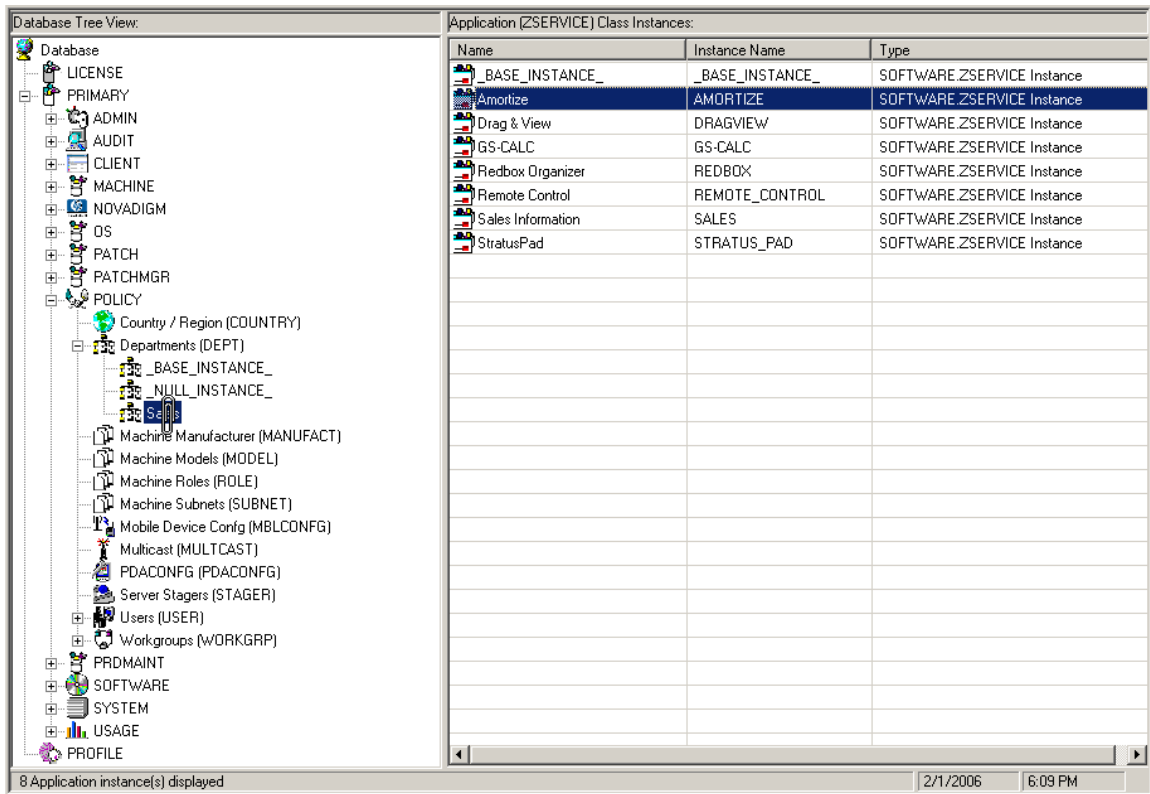 Database Tree View:
Database
LICENSE
PRIMARY
ADMIN
AUDIT
CLIENT
MACHINE
NOVADIGM
OS
PATCH
PATCHMGR
POLICY
Country / Region (COUNTRY)
Departments (DEPT)
_BASE_INSTANCE_
_NULL_INSTANCE_
Sales
Machine Manufacturer (MANUFACT)
Machine Models (MODEL)
Machine Roles (ROLE)
Machine Subnets (SUBNET)
Mobile Device Confg (MBLCONFG)
Multicast (MULTCAST)
PDACONFG (PDACONFG)
Server Stagers (STAGER)
Users (USER)
Workgroups (WORKGRP)
PRDMAINT
SOFTWARE
SYSTEM
USAGE
PROFILE
Application (ZSERVICE) Class Instances:
Name Instance Name Type
_BASE_INSTANCE_ _BASE_INSTANCE_ SOFTWARE.ZSERVICE Instance
Amortize AMORTIZE SOFTWARE.ZSERVICE Instance
Drag & View DRAGVIEW SOFTWARE.ZSERVICE Instance
GS-CALC GS-CALC SOFTWARE.ZSERVICE Instance
Redbox Organizer REDBOX SOFTWARE.ZSERVICE Instance
Remote Control REMOTE_CONTROL SOFTWARE.ZSERVICE Instance
Sales Information SALES SOFTWARE.ZSERVICE Instance
StratusPad STRATUS_PAD SOFTWARE.ZSERVICE Instance
8 Application instance(s) displayed 2/1/2006 6:09 PM